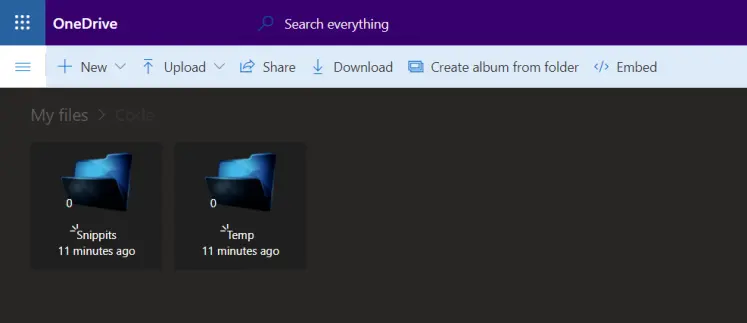 OneDrive
Search everything
New
Upload
Share
Download
Create album from folder
Embed
My files > Code
0
Snippits
11 minutes ago
0
Temp
11 minutes ago